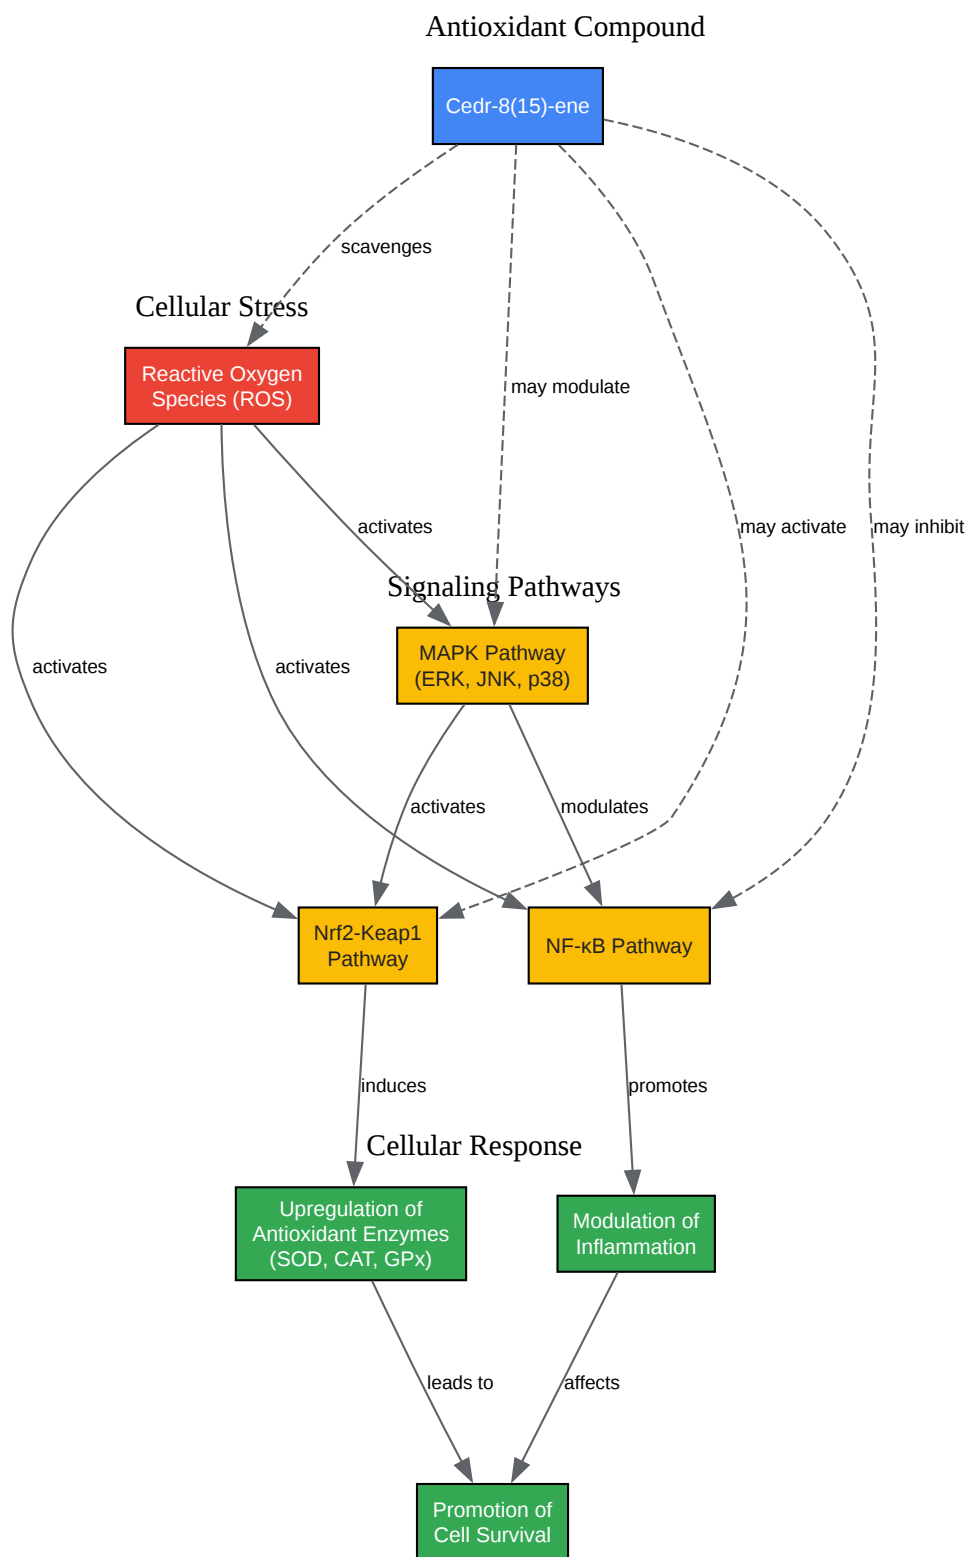 Antioxidant Compound
Cedr-8(15)-ene
scavenges
Cellular Stress
Reactive Oxygen
Species (ROS)
may modulate
activates
may activate
may inhibit
Signaling Pathways
MAPK Pathway
(ERK, JNK, p38)
activates
activates
activates
modulates
Nrf2-Keap1
Pathway
NF-κB Pathway
induces
promotes
Cellular Response
Upregulation of
Antioxidant Enzymes
(SOD, CAT, GPx)
Modulation of
Inflammation
leads to
affects
Promotion of
Cell Survival